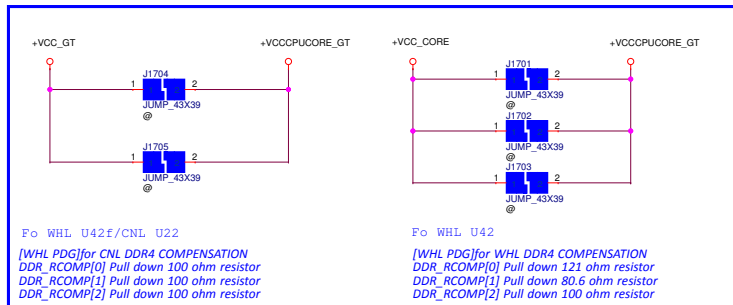 +VCC_GT
+VCCCPUCORE_GT
J1704
1 2
JUMP_43X39
@
J1705
1 2
JUMP_43X39
@
Fo WHL U42f/CNL U22
[WHL PDG]for CNL DDR4 COMPENSATION
DDR_RCOMP[0] Pull down 100 ohm resistor
DDR_RCOMP[1] Pull down 100 ohm resistor
DDR_RCOMP[2] Pull down 100 ohm resistor
+VCC_CORE
+VCCCPUCORE_GT
J1701
1 2
JUMP_43X39
@
J1702
1 2
JUMP_43X39
@
J1703
1 2
JUMP_43X39
@
Fo WHL U42
[WHL PDG]for WHL DDR4 COMPENSATION
DDR_RCOMP[0] Pull down 121 ohm resistor
DDR_RCOMP[1] Pull down 80.6 ohm resistor
DDR_RCOMP[2] Pull down 100 ohm resistor